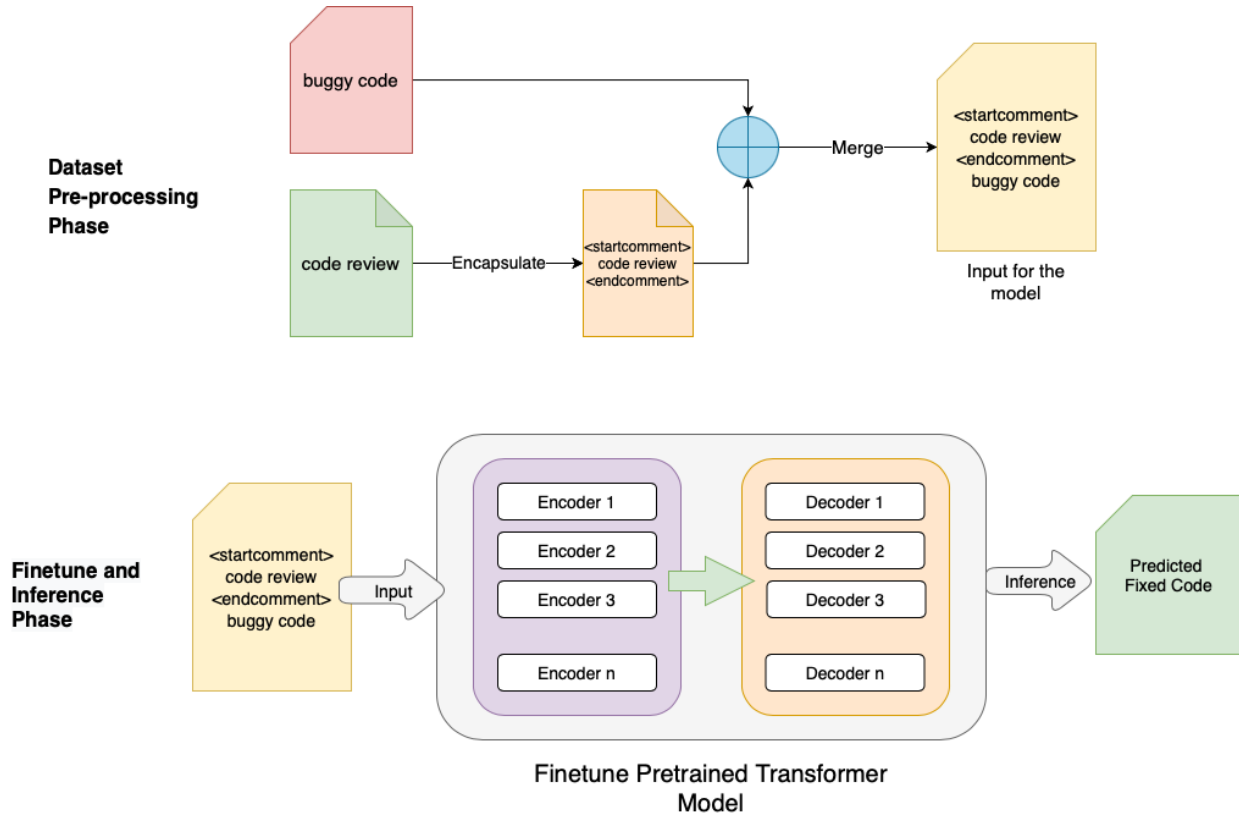 buggy code
Dataset
Pre-processing
Phase
code review
Encapsulate
<startcomment>
code review
<endcomment>
Merge
<startcomment>
code review
<endcomment>
buggy code
Input for the
model
Finetune and
Inference
Phase
<startcomment>
code review
<endcomment>
buggy code
Input
Encoder 1
Encoder 2
Encoder 3
Encoder n
Decoder 1
Decoder 2
Decoder 3
Decoder n
Inference
Predicted
Fixed Code
Finetune Pretrained Transformer
Model